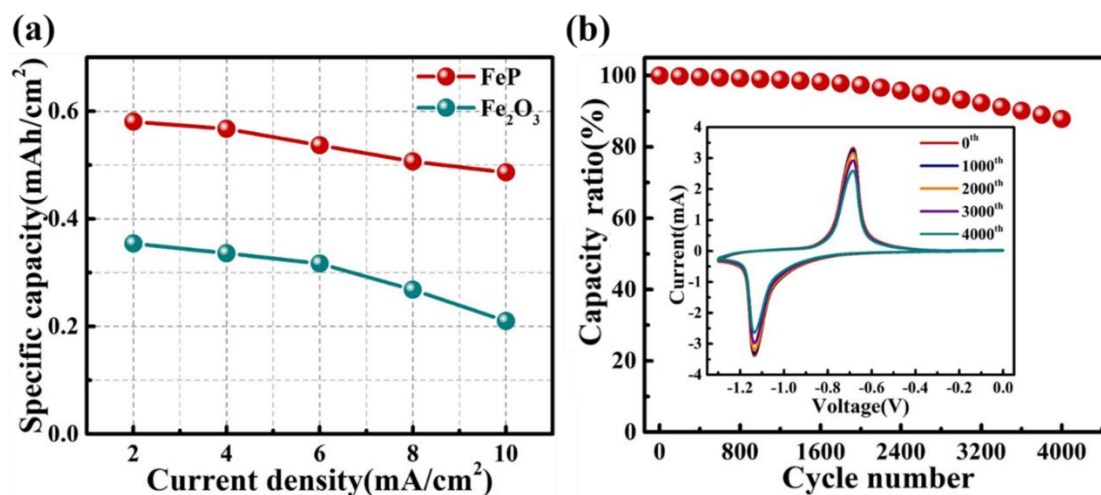 (a)
Specific capacity(mAh/cm²)
0.6
0.4
0.2
0.0
FeP
Fe₂O₃
2 4 6 8 10
Current density(mA/cm²)
(b)
Capacity ratio(%)
100
80
60
40
20
0
0ᵗʰ
1000ᵗʰ
2000ᵗʰ
3000ᵗʰ
4000ᵗʰ
Current(mA)
4
3
2
1
0
-1
-2
-3
-4
-1.2 -1.0 -0.8 -0.6 -0.4 -0.2 0.0
Voltage(V)
0 800 1600 2400 3200 4000
Cycle number